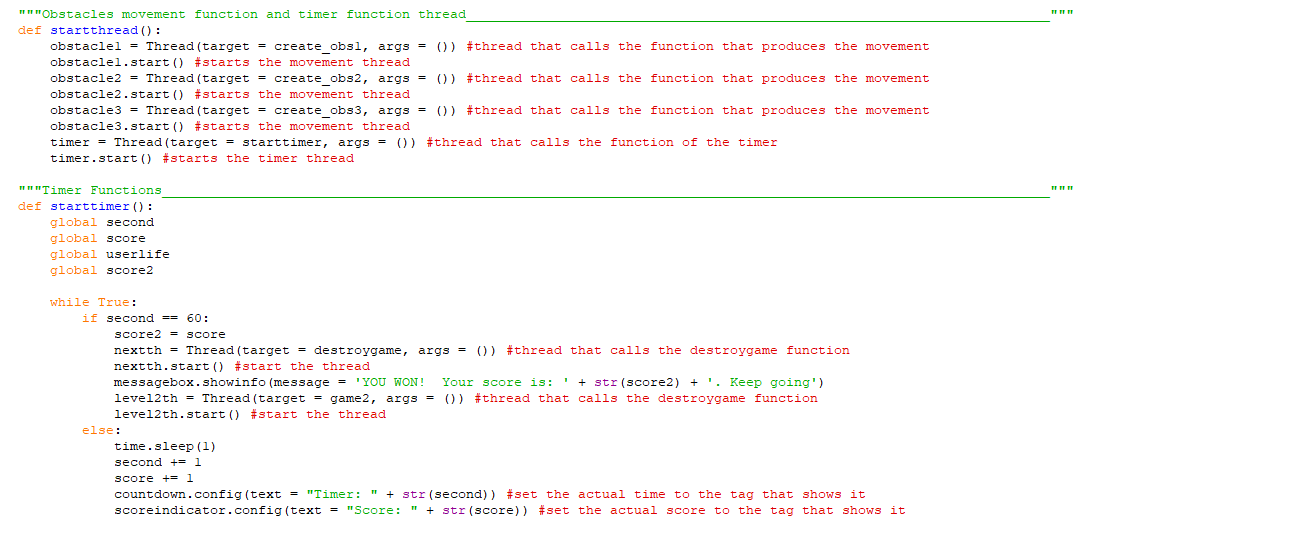 """Obstacles movement function and timer function thread_________________________________________________________________________"""
def startthread():
    obstacle1 = Thread(target = create_obs1, args = ()) #thread that calls the function that produces the movement
    obstacle1.start() #starts the movement thread
    obstacle2 = Thread(target = create_obs2, args = ()) #thread that calls the function that produces the movement
    obstacle2.start() #starts the movement thread
    obstacle3 = Thread(target = create_obs3, args = ()) #thread that calls the function that produces the movement
    obstacle3.start() #starts the movement thread
    timer = Thread(target = starttimer, args = ()) #thread that calls the function of the timer
    timer.start() #starts the timer thread

"""Timer Functions_______________________________________________________________________________________________________________"""
def starttimer():
    global second
    global score
    global userlife
    global score2

    while True:
        if second == 60:
            score2 = score
            nextth = Thread(target = destroygame, args = ()) #thread that calls the destroygame function
            nextth.start() #start the thread
            messagebox.showinfo(message = 'YOU WON!  Your score is: ' + str(score2) + '. Keep going')
            level2th = Thread(target = game2, args = ()) #thread that calls the destroygame function
            level2th.start() #start the thread
        else:
            time.sleep(1)
            second += 1
            score += 1
            countdown.config(text = "Timer: " + str(second)) #set the actual time to the tag that shows it
            scoreindicator.config(text = "Score: " + str(score)) #set the actual score to the tag that shows it